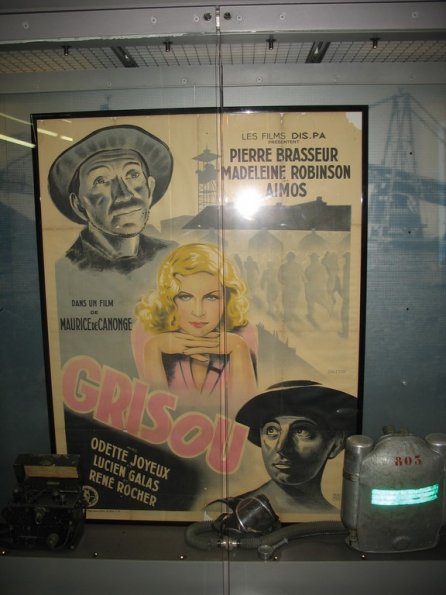 LES FILMS DIS.PA
PRÉSENTENT
PIERRE BRASSEUR
MADELEINE ROBINSON
AIMOS
DANS UN FILM
DE
MAURICE DE CANONGE
GRISOU
ODETTE JOYEUX
LUCIEN GALAS
RENÉ ROCHER
803